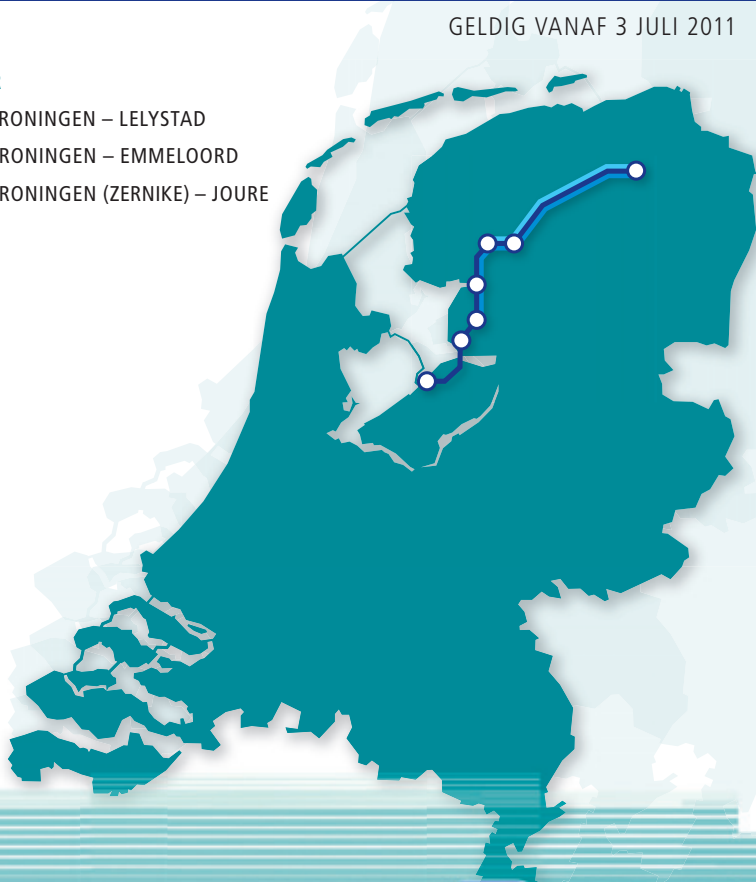 GELDIG VANAF 3 JULI 2011
RONINGEN – LELYSTAD
RONINGEN – EMMELOORD
RONINGEN (ZERNIKE) – JOURE